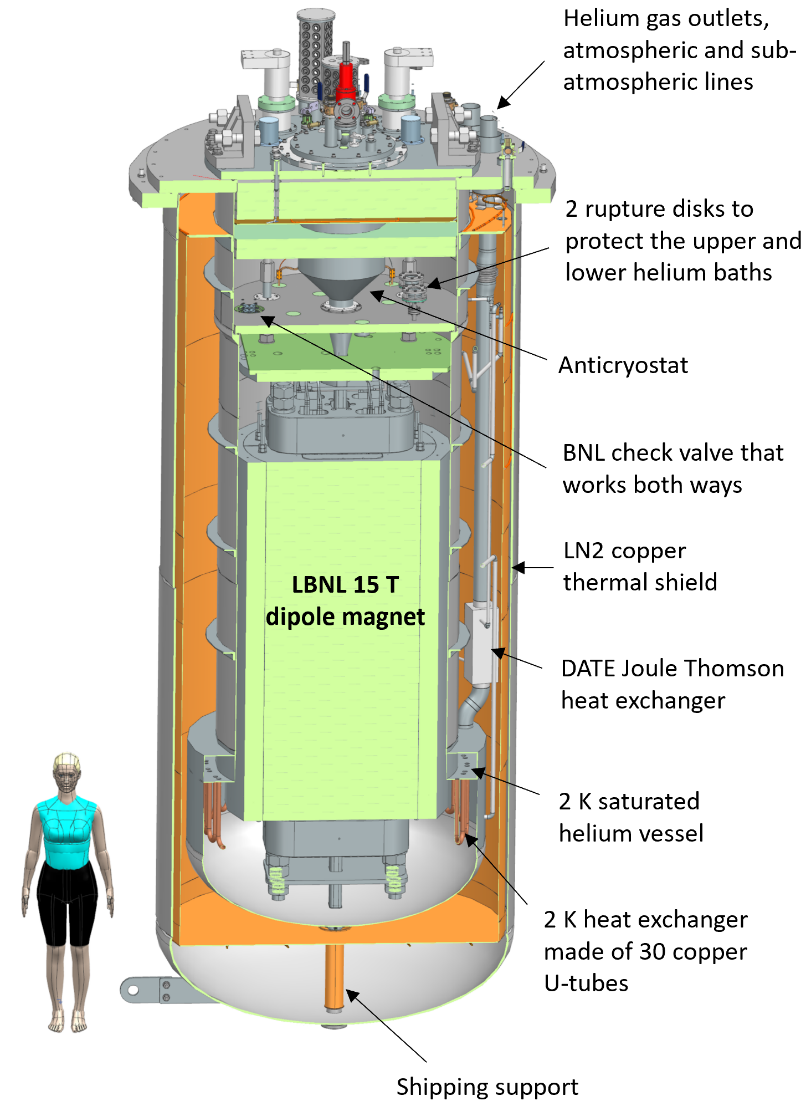 Helium gas outlets,
atmospheric and sub-
atmospheric lines
2 rupture disks to
protect the upper and
lower helium baths
Anticryostat
BNL check valve that
works both ways
LN2 copper
thermal shield
LBNL 15 T
dipole magnet
DATE Joule Thomson
heat exchanger
2 K saturated
helium vessel
2 K heat exchanger
made of 30 copper
U-tubes
Shipping support